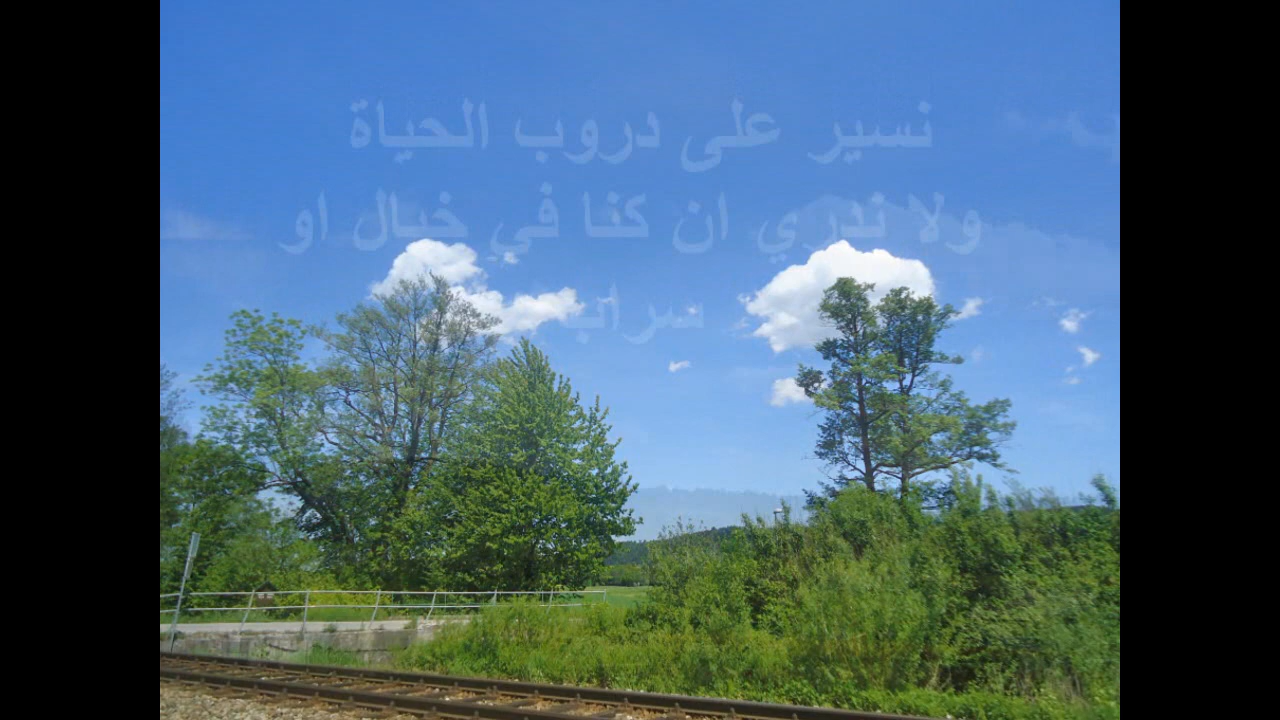 نسير على دروب الحياة
ولا ندري ان كنا في خيال او
سراب